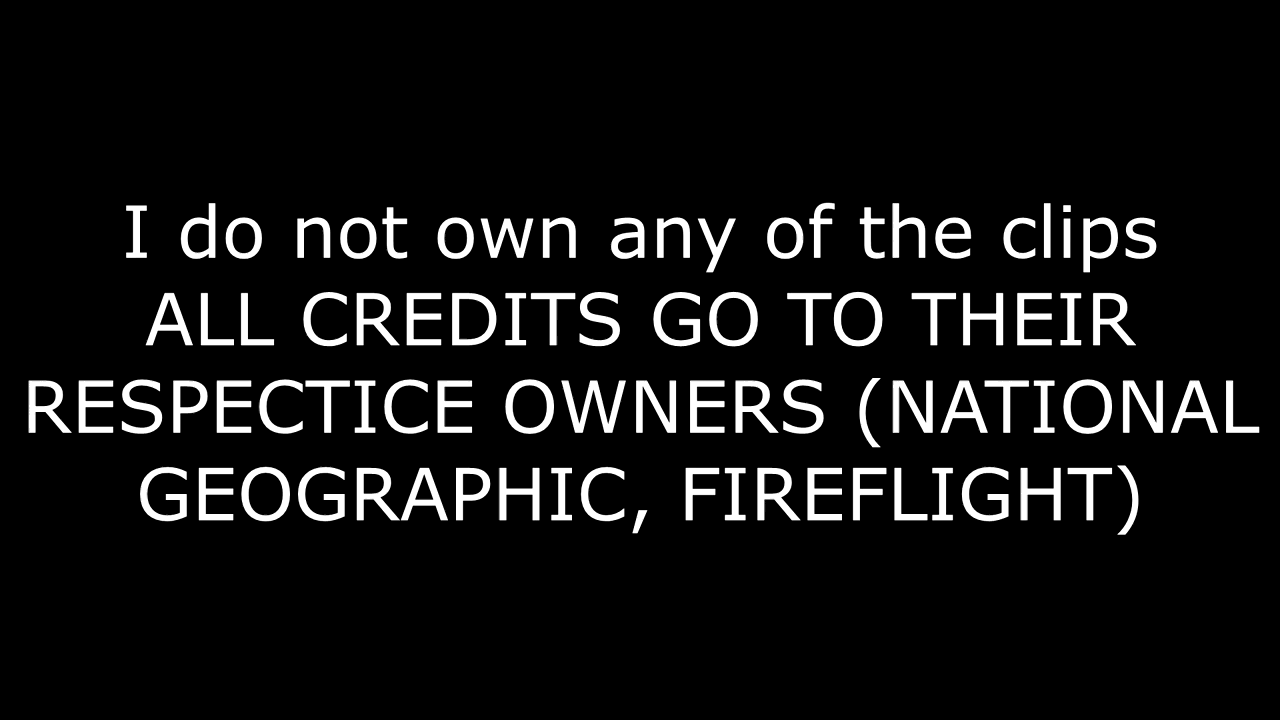 I do not own any of the clips
ALL CREDITS GO TO THEIR
RESPECTICE OWNERS (NATIONAL
GEOGRAPHIC, FIREFLIGHT)